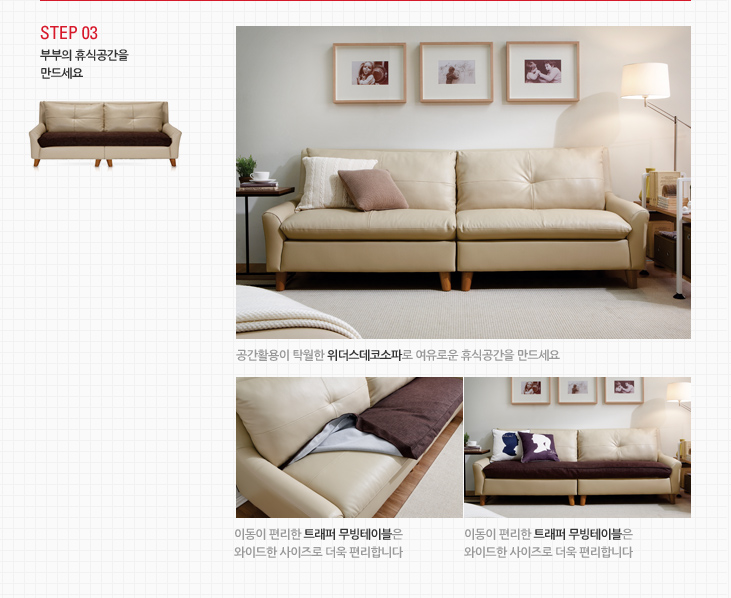 STEP 03
부부의 휴식공간을
만드세요
공간활용이 탁월한 위더스데코소파로 여유로운 휴식공간을 만드세요
이동이 편리한 트래퍼 무빙테이블은
와이드한 사이즈로 더욱 편리합니다
이동이 편리한 트래퍼 무빙테이블은
와이드한 사이즈로 더욱 편리합니다